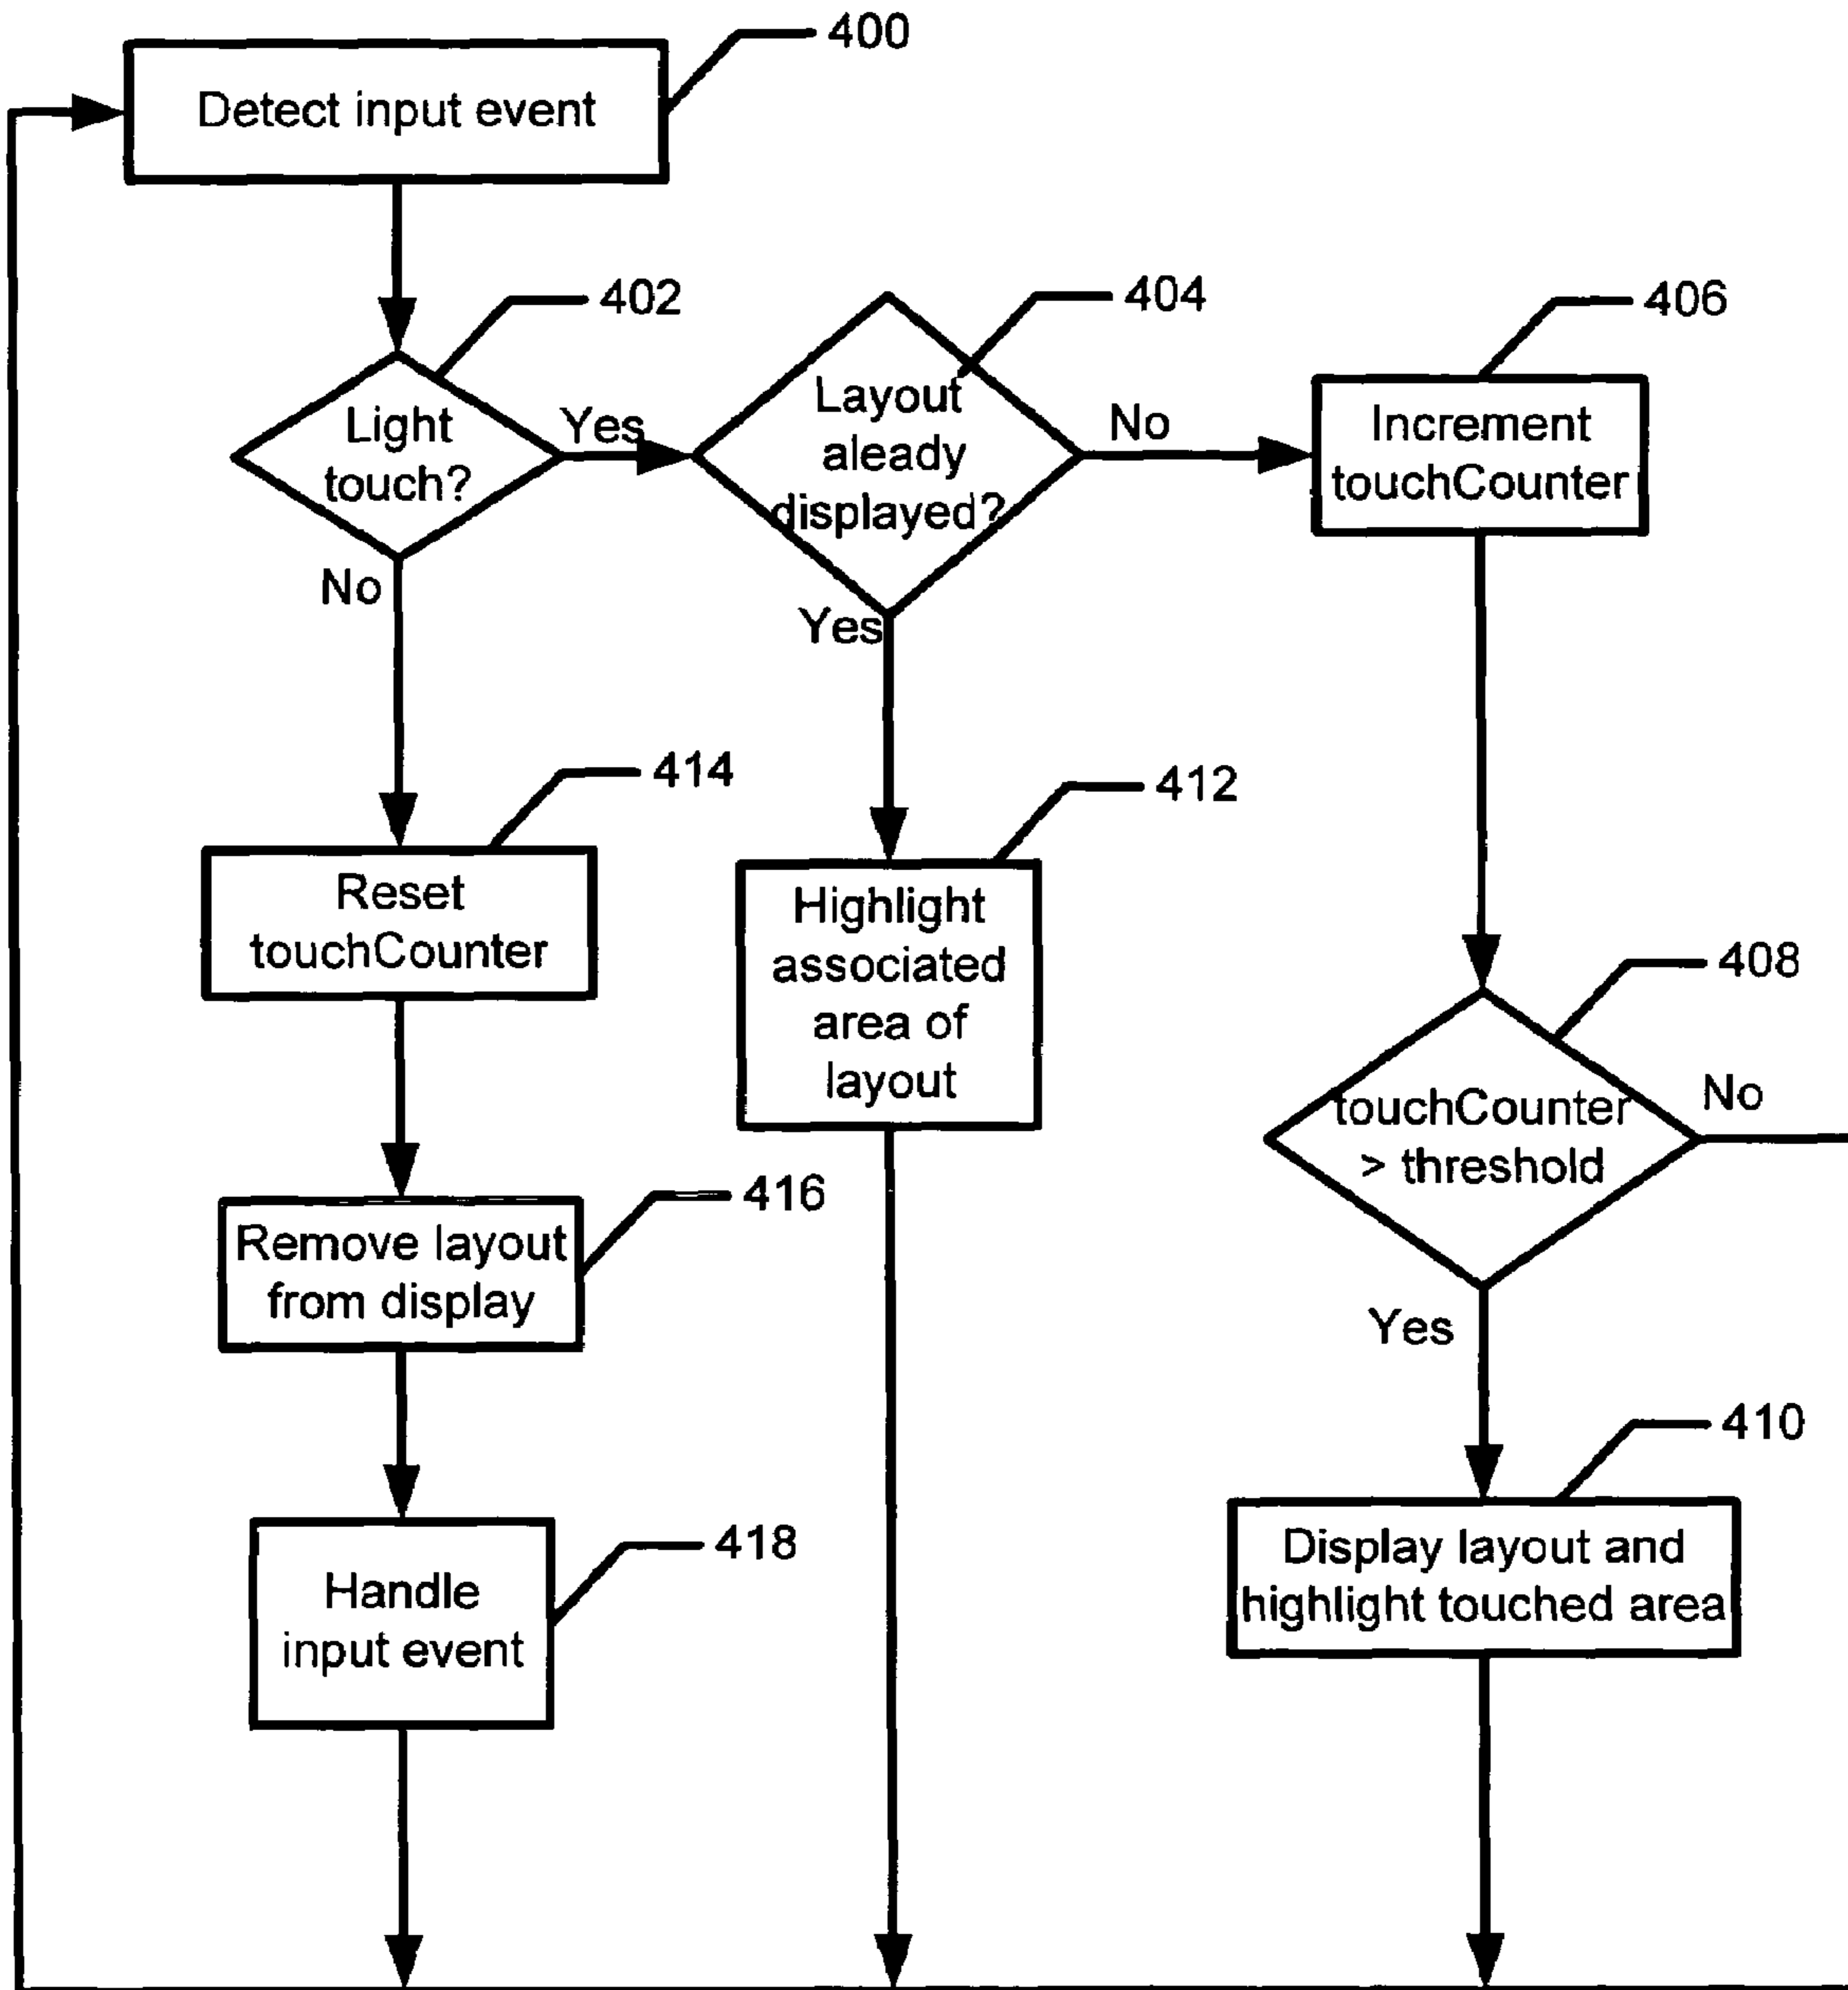 400
Detect input event
402
404
406
Light
touch?
Yes
Layout
aleady
displayed?
No
Increment
touchCounter
No
Yes
414
412
Reset
touchCounter
Highlight
associated
area of
layout
408
touchCounter
> threshold
No
416
Remove layout
from display
Yes
410
418
Handle
input event
Display layout and
highlight touched area